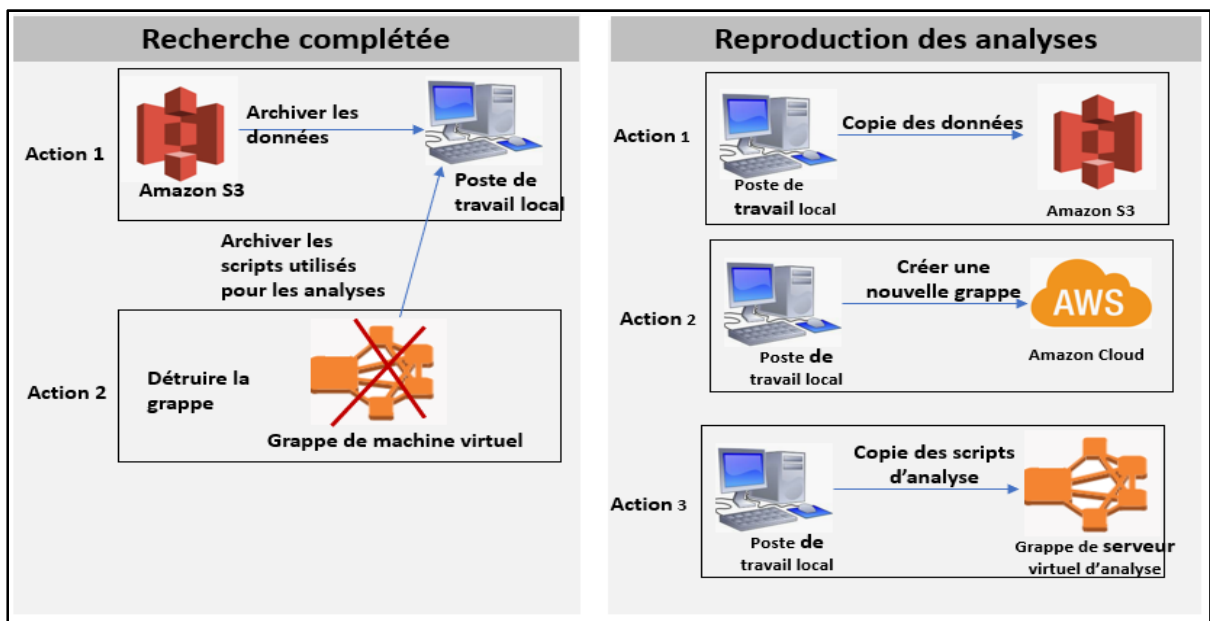 Recherche complétée
Action 1
Archiver les
données
Amazon S3
Poste de
travail local
Archiver les
scripts utilisés
pour les analyses
Action 2
Détruire la
grappe
Grappe de machine virtuel
Reproduction des analyses
Action 1
Copie des données
Poste de
travail local
Amazon S3
Action 2
Créer une
nouvelle grappe
AWS
Poste de
travail local
Amazon Cloud
Action 3
Copie des scripts
d'analyse
Poste de
travail local
Grappe de serveur
virtuel d'analyse